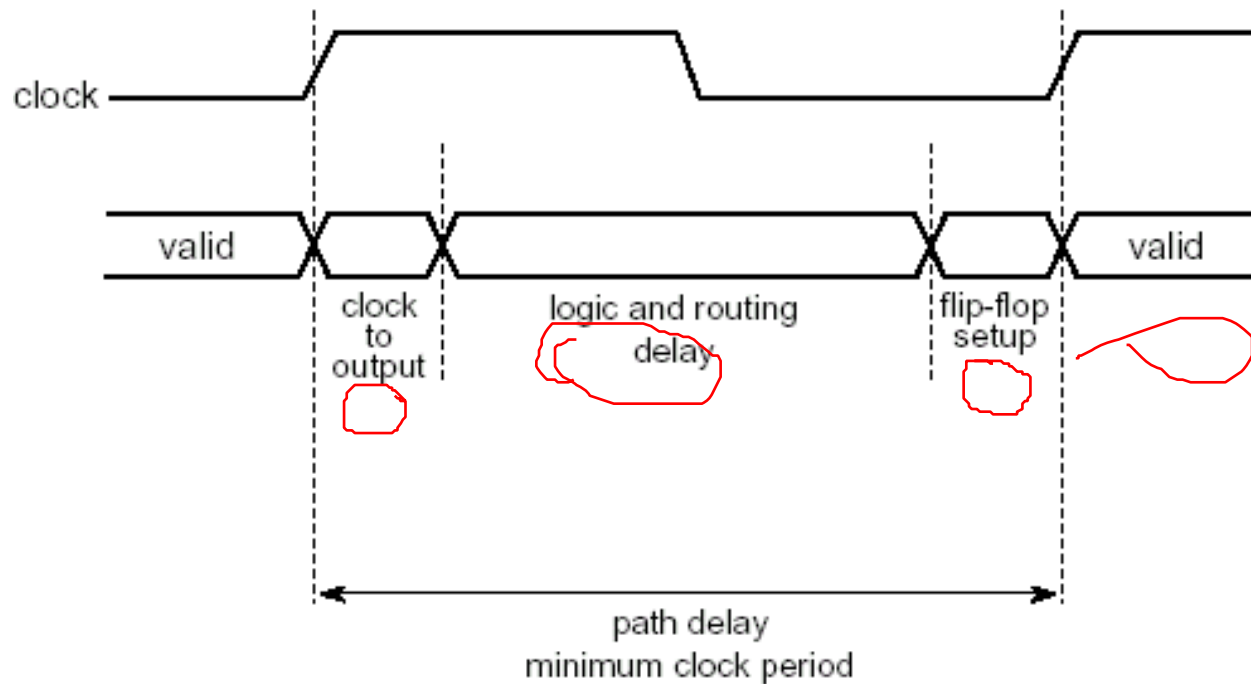 clock
valid
valid
clock
to
output
logic and routing
delay
flip-flop
setup
path delay
minimum clock period